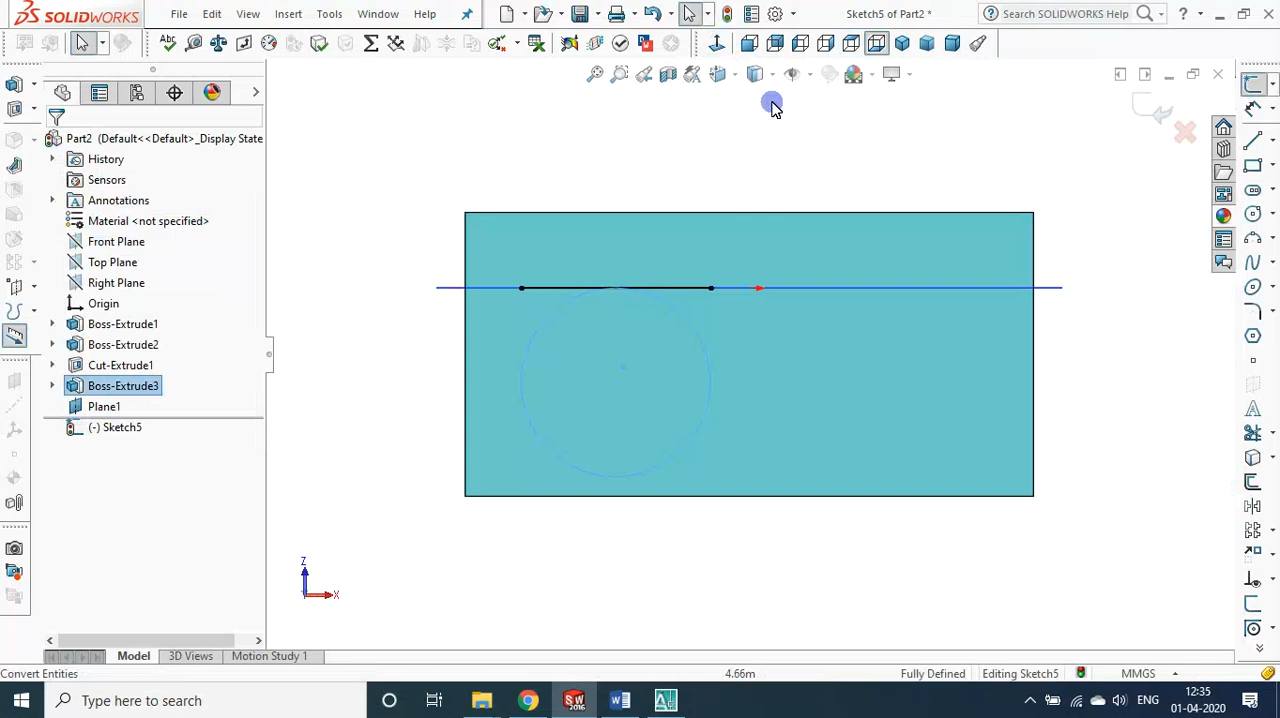 SOLIDWORKS
File
Edit
View
Insert
Tools
Window
Help
Sketch5 of Part2 *
Search SOLIDWORKS Help
Part2 (Default<<Default>_Display State
History
Sensors
Annotations
Material <not specified>
Front Plane
Top Plane
Right Plane
Origin
Boss-Extrude1
Boss-Extrude2
Cut-Extrude1
Boss-Extrude3
Plane1
(-) Sketch5
Z
X
Model
3D Views
Motion Study 1
Convert Entities
4.66m
Fully Defined
Editing Sketch5
MMGS
Type here to search
ENG
12:35
01-04-2020